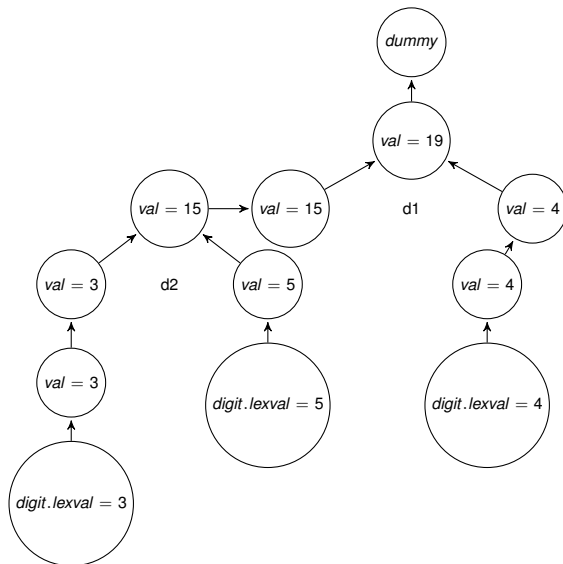 dummy
val = 19
val = 15
val = 15
d1
val = 4
val = 3
d2
val = 5
val = 4
val = 3
digit.lexval = 5
digit.lexval = 4
digit.lexval = 3